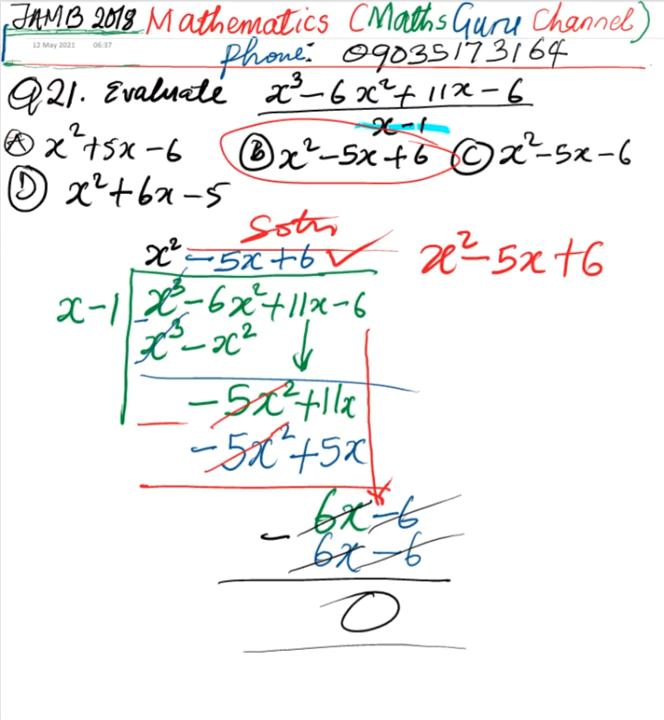 JAMB 2018 Mathematics (Maths Guru Channel)
12 May 2021 06:37
Phone: 09035173164
Q21. Evaluate x³-6x²+11x-6
x-1
(A) x²+5x-6 (B) x²-5x+6 (C) x²-5x-6
(D) x²+6x-5
Soln
x²-5x+6 ✓ x²-5x+6
x-1 x³-6x²+11x-6
- x³-x²
-5x²+11x
- -5x²+5x
6x-6
- 6x-6
0